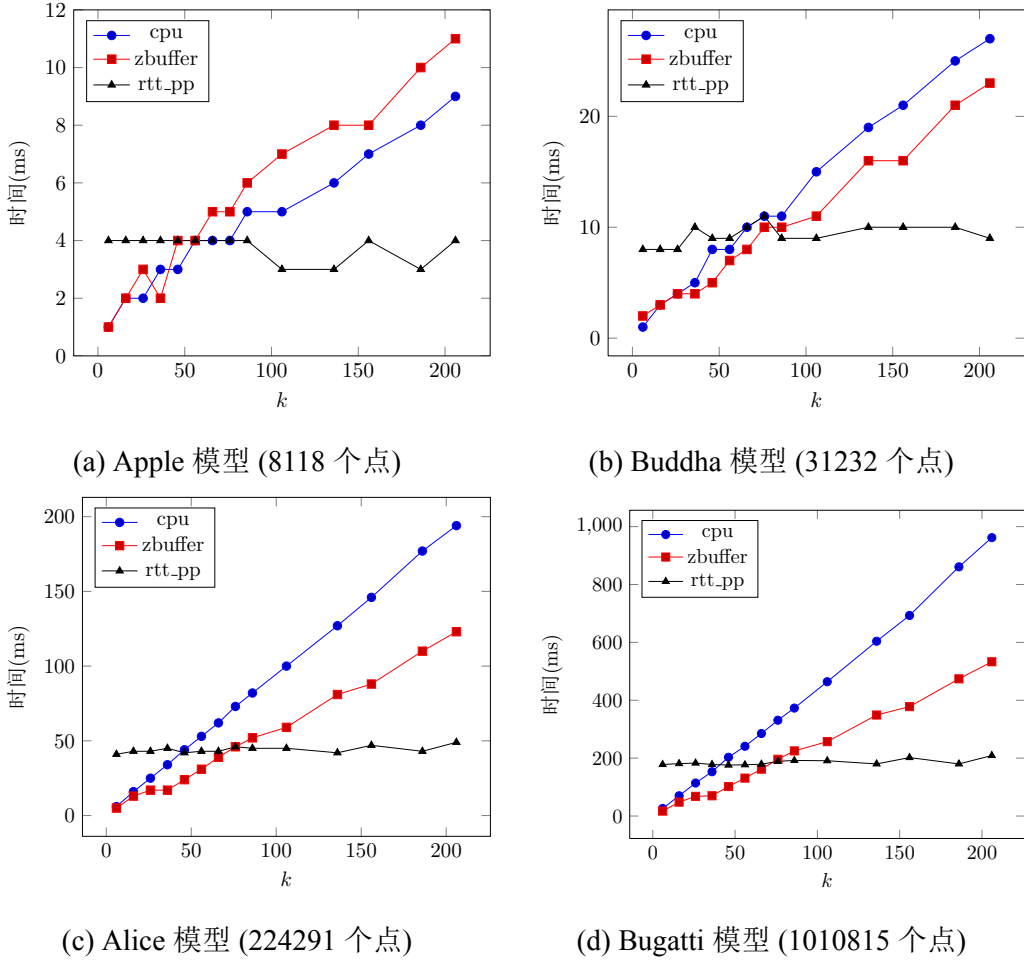 12
10
8
6
4
2
0
时间(ms)
cpu
zbuffer
rtt_pp
0 50 100 150 200
k
(a) Apple 模型 (8118 个点)
20
10
0
时间(ms)
cpu
zbuffer
rtt_pp
0 50 100 150 200
k
(b) Buddha 模型 (31232 个点)
200
150
100
50
0
时间(ms)
cpu
zbuffer
rtt_pp
0 50 100 150 200
k
(c) Alice 模型 (224291 个点)
1,000
800
600
400
200
0
时间(ms)
cpu
zbuffer
rtt_pp
0 50 100 150 200
k
(d) Bugatti 模型 (1010815 个点)